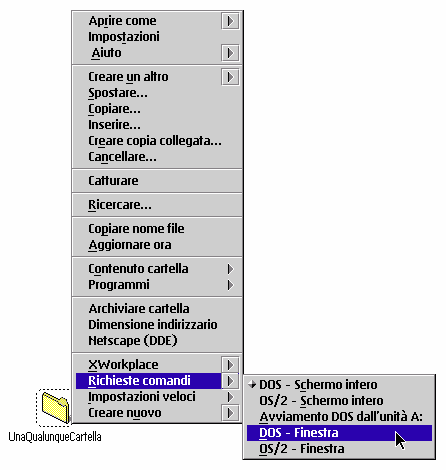 Aprire come
Impostazioni
Aiuto
Creare un altro
Spostare...
Copiare...
Inserire...
Creare copia collegata...
Cancellare...
Catturare
Ricercare...
Copiare nome file
Aggiornare ora
Contenuto cartella
Programmi
Archiviare cartella
Dimensione indirizzario
Netscape (DDE)
XWorkplace
Richieste comandi
Impostazioni veloci
Creare nuovo
DOS - Schermo intero
OS/2 - Schermo intero
Avviamento DOS dall'unità A:
DOS - Finestra
OS/2 - Finestra
UnaQualunqueCartella